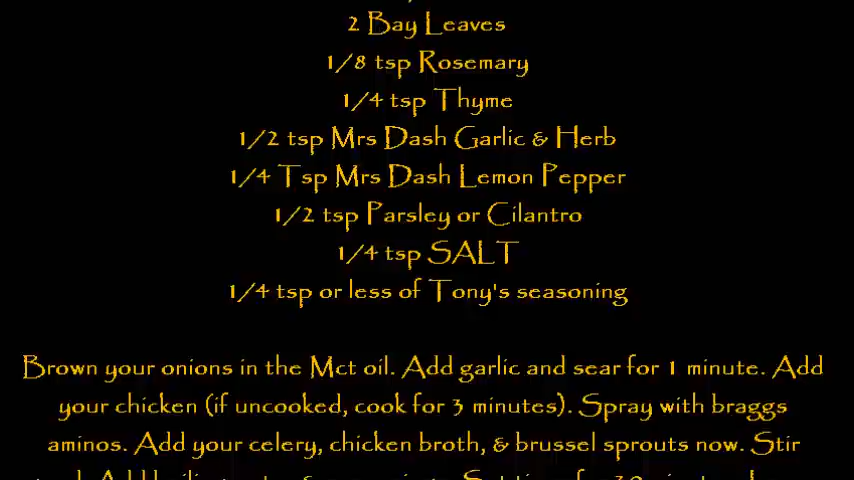 2 Bay Leaves
1/8 tsp Rosemary
1/4 tsp Thyme
1/2 tsp Mrs Dash Garlic & Herb
1/4 Tsp Mrs Dash Lemon Pepper
1/2 tsp Parsley or Cilantro
1/4 tsp SALT
1/4 tsp or less of Tony's seasoning
Brown your onions in the Mct oil. Add garlic and sear for 1 minute. Add
your chicken (if uncooked, cook for 3 minutes). Spray with braggs
aminos. Add your celery, chicken broth, & brussel sprouts now. Stir